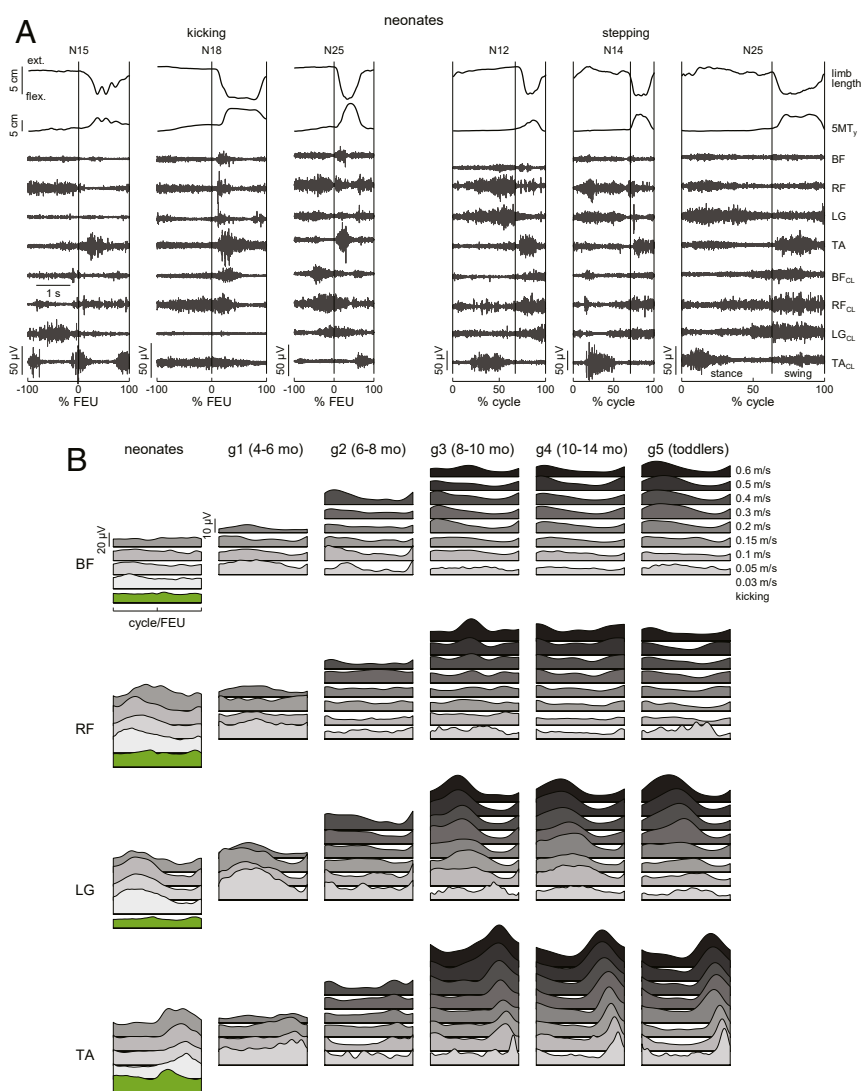 neonates
A
kicking
stepping
N15 N18 N25 N12 N14 N25
ext.
5 cm
limb
length
flex.
5 cm
5MTy
BF
RF
LG
TA
BFCL
1 s
RFCL
LGCL
50 µV 50 µV 50 µV 50 µV 50 µV 50 µV
TACL
stance swing
-100 0 100 -100 0 100 -100 0 100 0 50 100 0 50 100 0 50 100
% FEU % FEU % FEU % cycle % cycle % cycle
B
neonates g1 (4-6 mo) g2 (6-8 mo) g3 (8-10 mo) g4 (10-14 mo) g5 (toddlers)
0.6 m/s
0.5 m/s
0.4 m/s
0.3 m/s
0.2 m/s
0.15 m/s
0.1 m/s
0.05 m/s
0.03 m/s
kicking
20 µV
10 µV
BF
cycle/FEU
RF
LG
TA